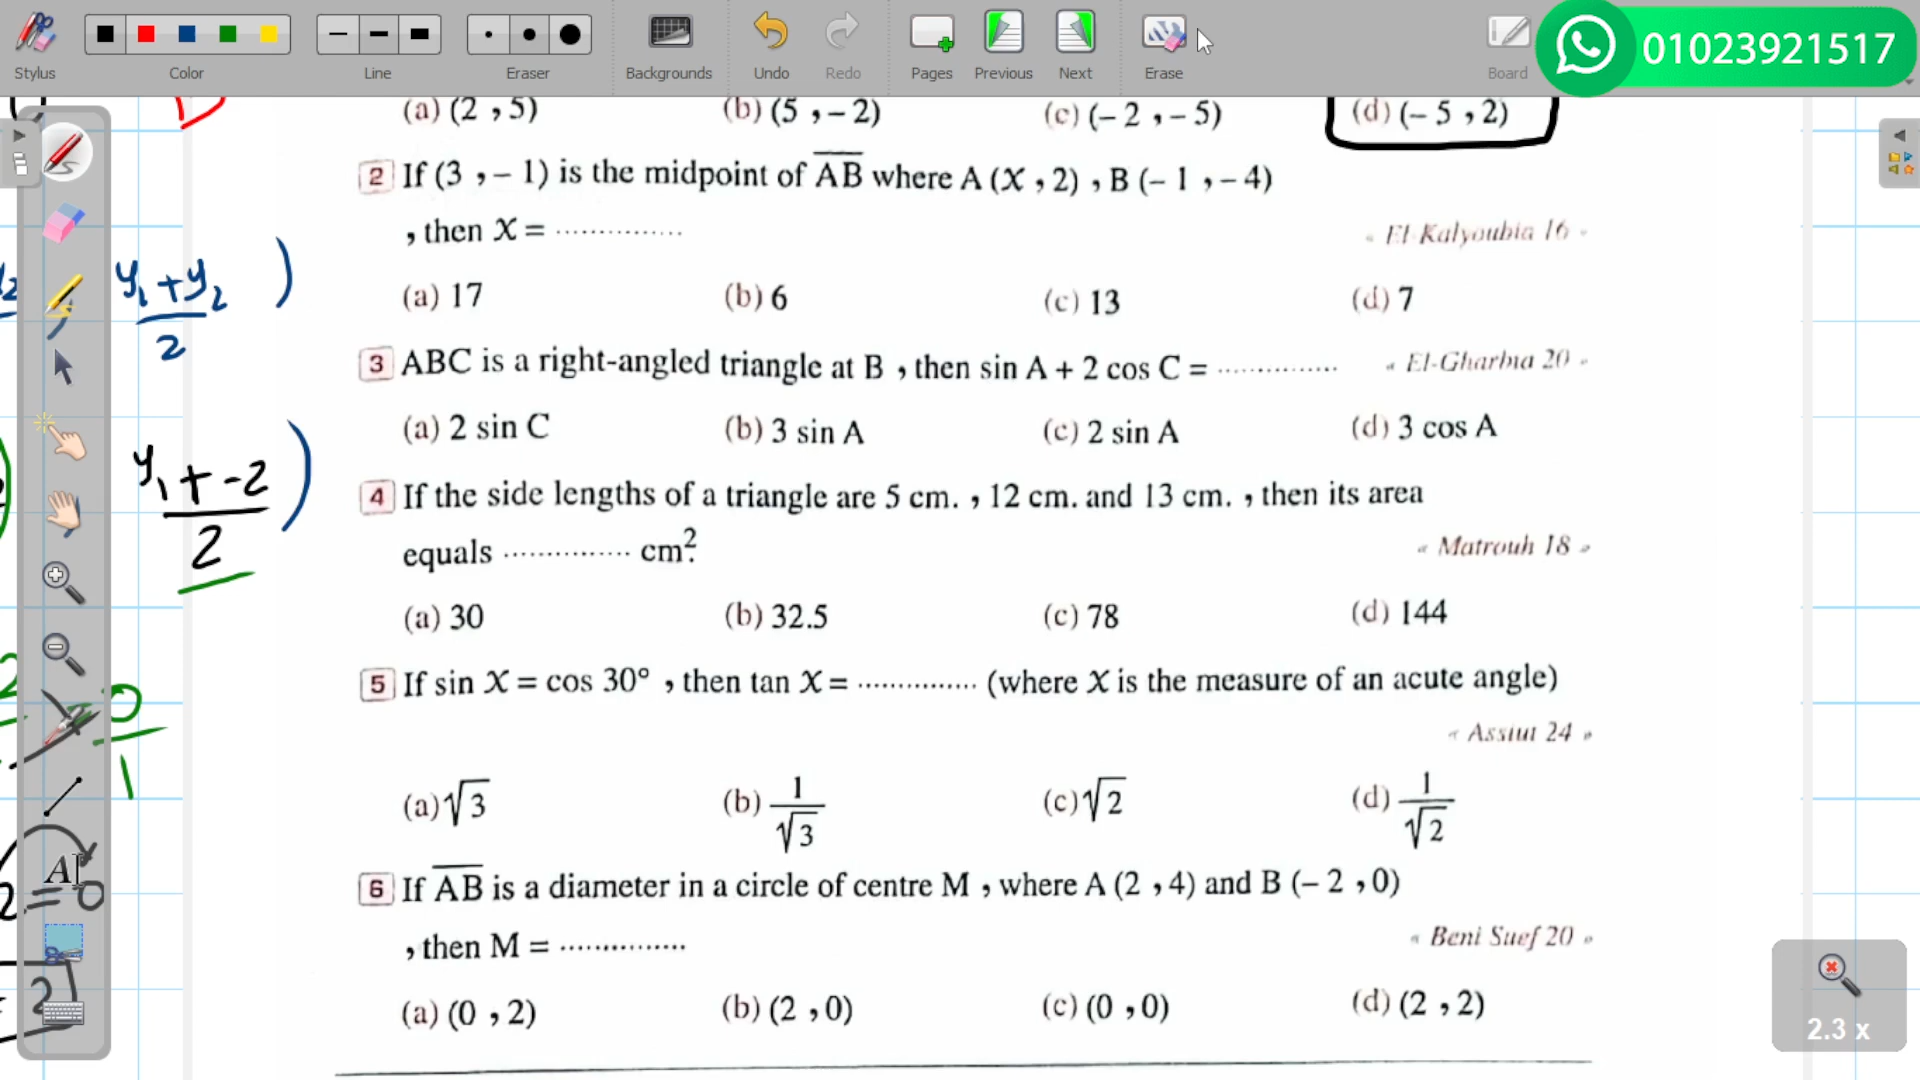 Stylus
Color
Line
Eraser
Backgrounds
Undo
Redo
Pages
Previous
Next
Erase
Board
01023921517
(a) (2 , 5)
(b) (5 , – 2)
(c) (– 2 , – 5)
(d) (– 5 , 2)
2 If (3 , – 1) is the midpoint of AB where A (X , 2) , B (– 1 , – 4)
, then X = ..............
« El-Kalyoubia 16 »
(a) 17
(b) 6
(c) 13
(d) 7
3 ABC is a right-angled triangle at B , then sin A + 2 cos C = ..............
« El-Gharbia 20 »
(a) 2 sin C
(b) 3 sin A
(c) 2 sin A
(d) 3 cos A
4 If the side lengths of a triangle are 5 cm. , 12 cm. and 13 cm. , then its area
equals .............. cm².
« Matrouh 18 »
(a) 30
(b) 32.5
(c) 78
(d) 144
5 If sin X = cos 30° , then tan X = .............. (where X is the measure of an acute angle)
« Assiut 24 »
(a) √3
(b) 1/√3
(c) √2
(d) 1/√2
6 If AB is a diameter in a circle of centre M , where A (2 , 4) and B (– 2 , 0)
, then M = ..............
« Beni Suef 20 »
(a) (0 , 2)
(b) (2 , 0)
(c) (0 , 0)
(d) (2 , 2)
y₁ + y₂ )
2
y₁ + -2 )
2
0
1
2 = 0
2
2.3 x